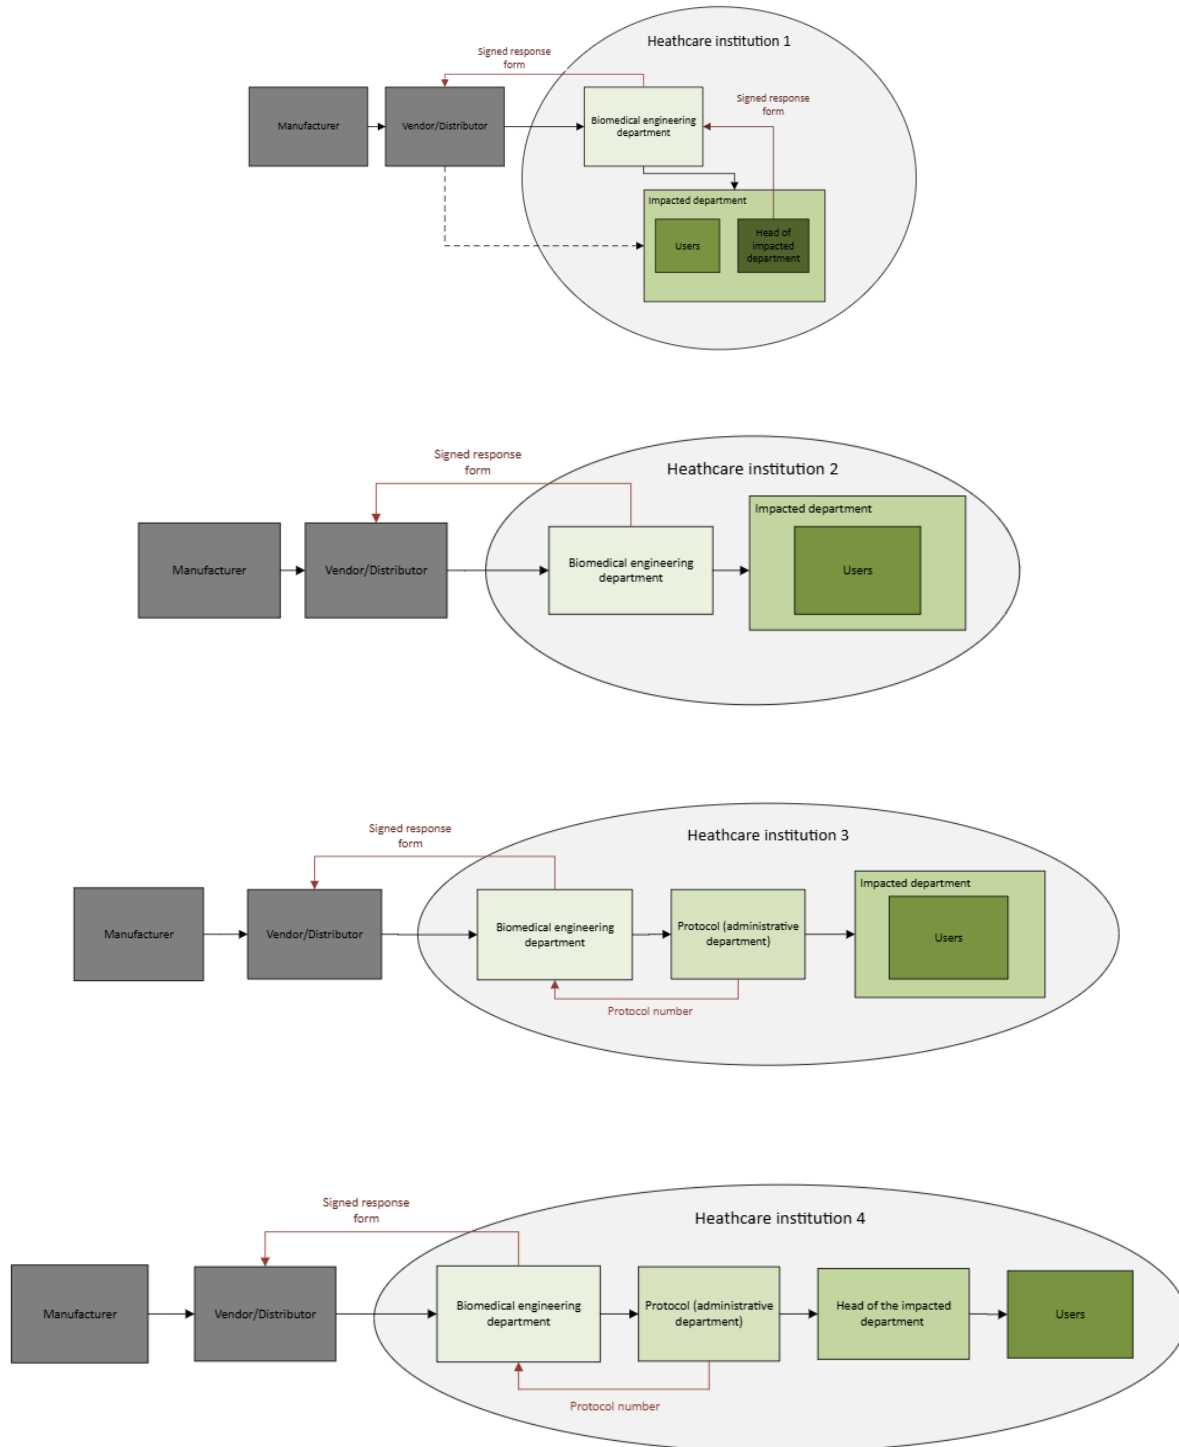 Heathcare institution 1
Signed response
form
Signed response
form
Manufacturer
Vendor/Distributor
Biomedical engineering
department
Impacted department
Users
Head of
impacted
department
Heathcare institution 2
Signed response
form
Impacted department
Manufacturer
Vendor/Distributor
Biomedical engineering
department
Users
Heathcare institution 3
Signed response
form
Impacted department
Manufacturer
Vendor/Distributor
Biomedical engineering
department
Protocol (administrative
department)
Users
Protocol number
Heathcare institution 4
Signed response
form
Manufacturer
Vendor/Distributor
Biomedical engineering
department
Protocol (administrative
department)
Head of the impacted
department
Users
Protocol number